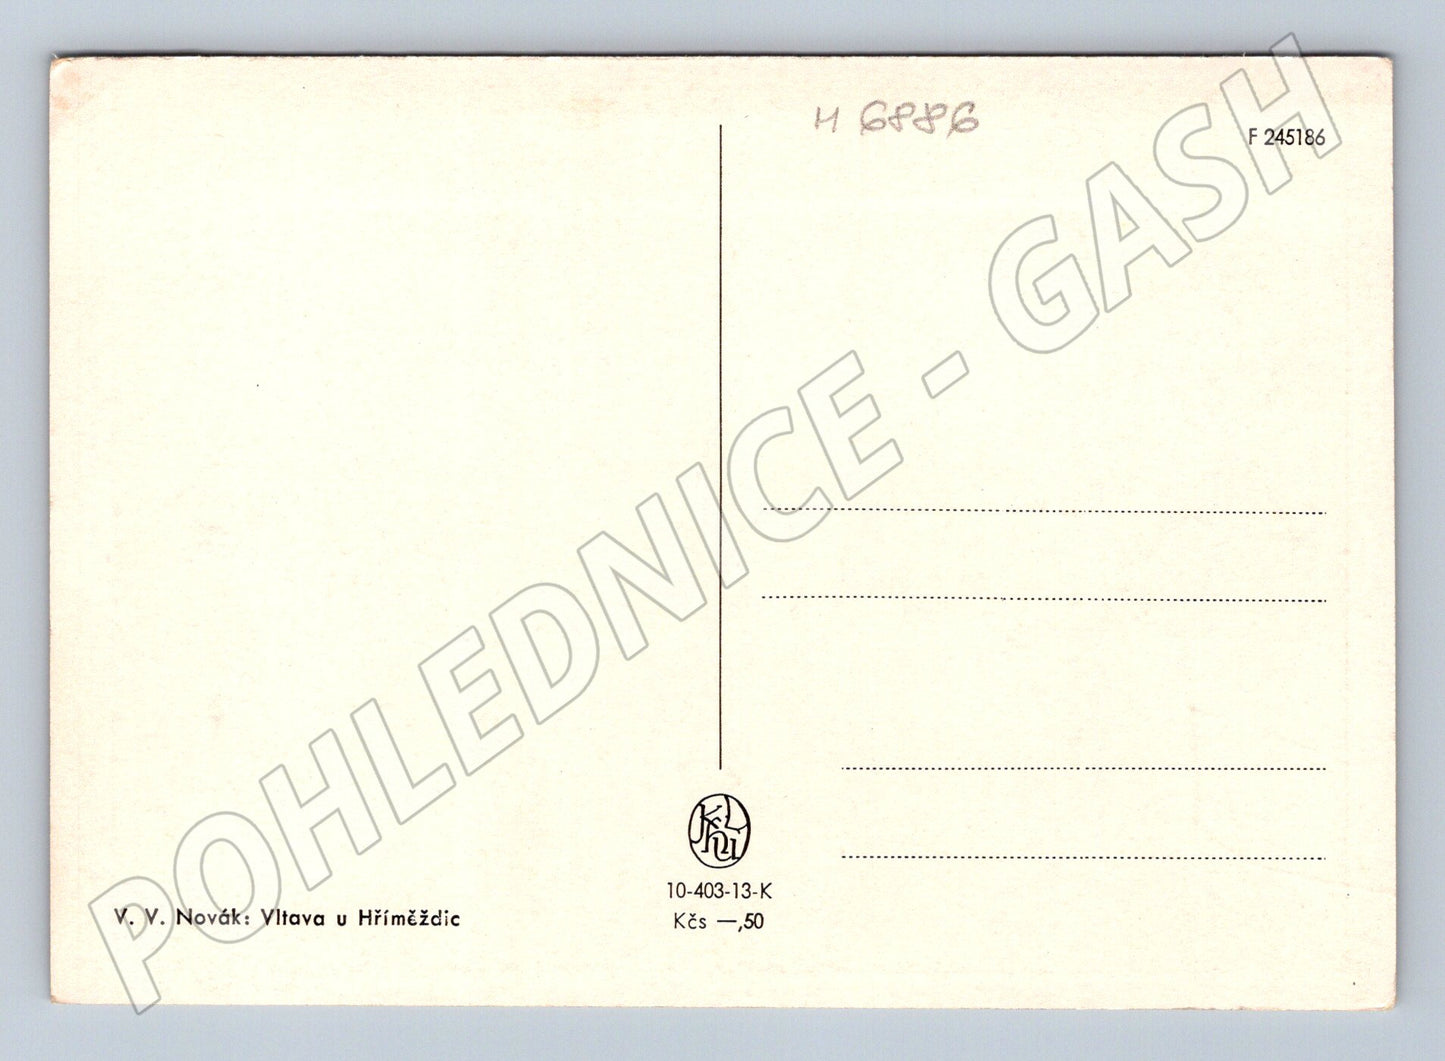 H 6886
F 245186
POHLEDNICE - GASH
10-403-13-K
V. V. Novák: Vltava u Hříměždic
Kčs —,50